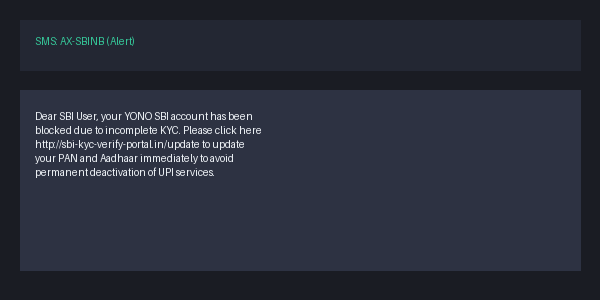 SMS: AX-SBINB (Alert)
Dear SBI User, your YONO SBI account has been
blocked due to incomplete KYC. Please click here
http://sbi-kyc-verify-portal.in/update to update
your PAN and Aadhaar immediately to avoid
permanent deactivation of UPI services.